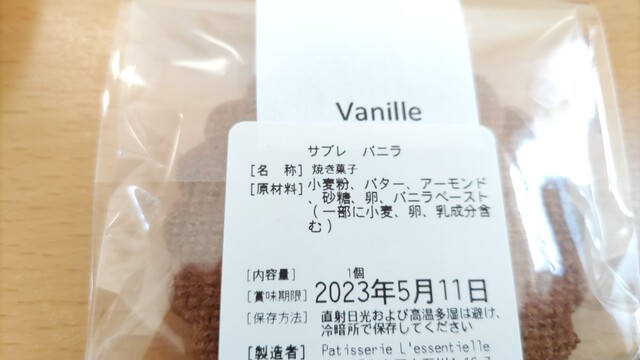 Vanille
サブレ バニラ
[名 称] 焼き菓子
[原材料] 小麦粉、バター、アーモンド
、砂糖、卵、バニラペースト
(一部に小麦、卵、乳成分含
む)
[内容量] 1個
[賞味期限] 2023年5月11日
[保存方法] 直射日光および高温多湿は避け、
冷暗所で保存してください
[製造者] Patisserie L'essentielle